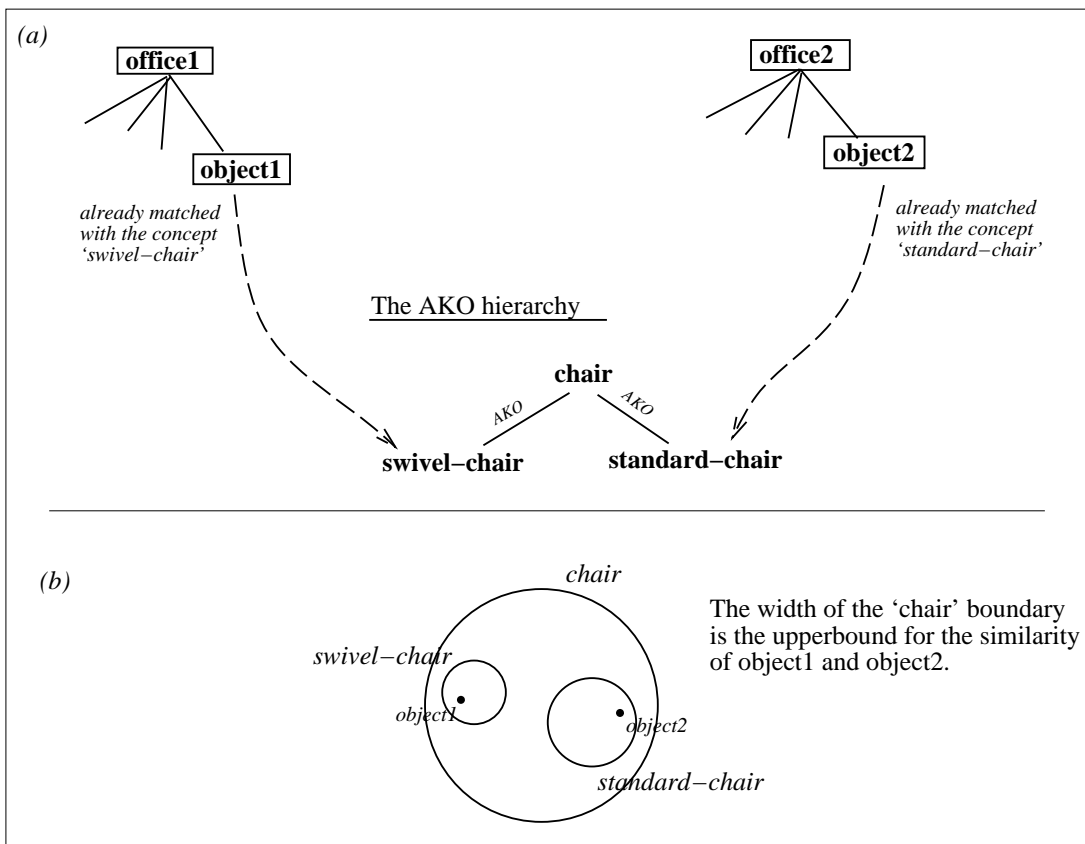 (a)
office1
office2
object1
object2
already matched
with the concept
‘swivel−chair’
already matched
with the concept
‘standard−chair’
The AKO hierarchy
chair
AKO
AKO
swivel−chair
standard−chair
(b)
chair
The width of the ‘chair’ boundary
is the upperbound for the similarity
of object1 and object2.
swivel−chair
object1
object2
standard−chair